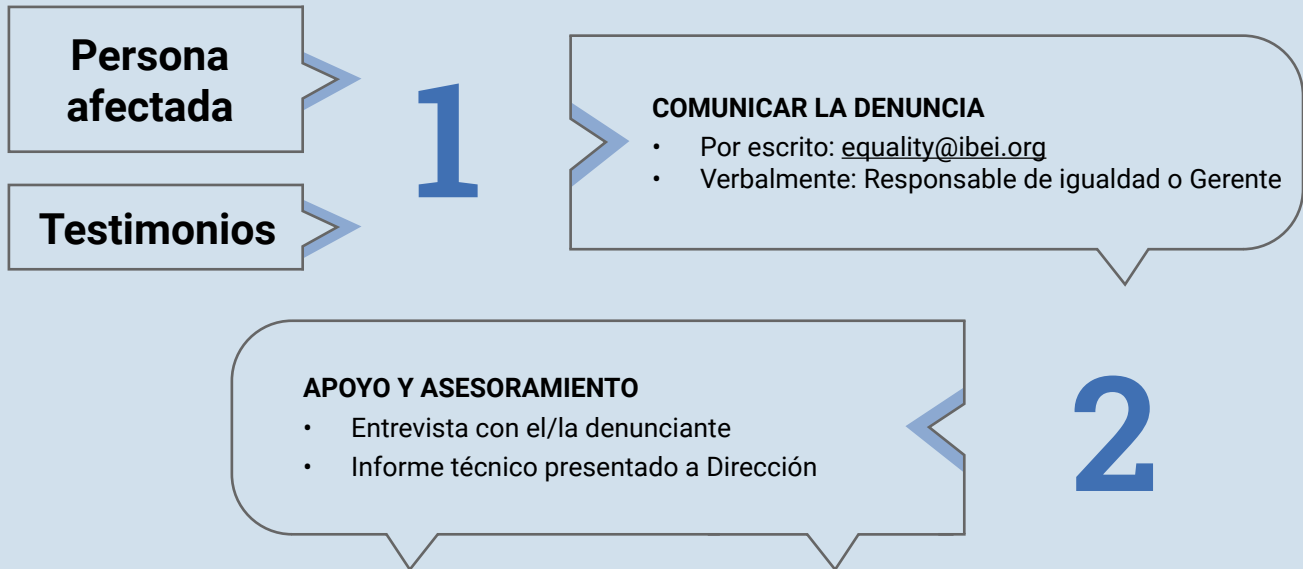 Persona
afectada
Testimonios
1
COMUNICAR LA DENUNCIA
• Por escrito: equality@ibei.org
• Verbalmente: Responsable de igualdad o Gerente
2
APOYO Y ASESORAMIENTO
• Entrevista con el/la denunciante
• Informe técnico presentado a Dirección